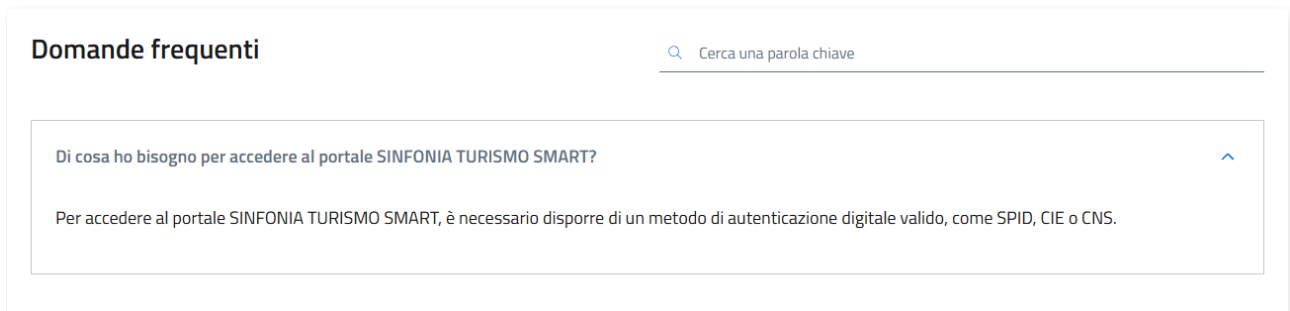 Domande frequenti
Cerca una parola chiave
Di cosa ho bisogno per accedere al portale SINFONIA TURISMO SMART?
Per accedere al portale SINFONIA TURISMO SMART, è necessario disporre di un metodo di autenticazione digitale valido, come SPID, CIE o CNS.